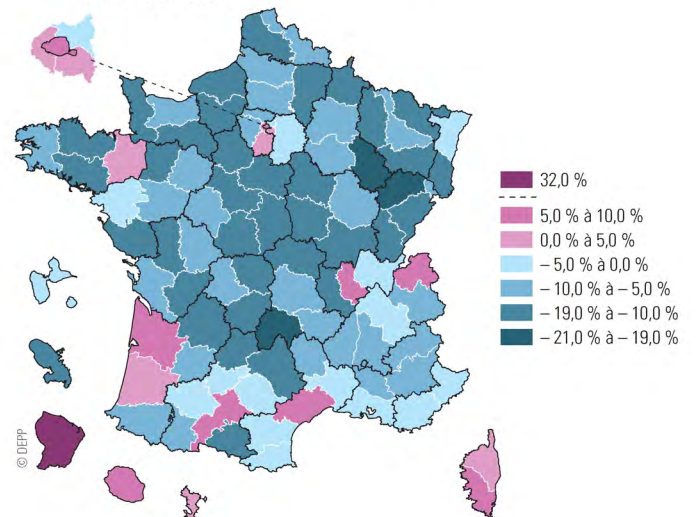 32,0 %
5,0 % à 10,0 %
0,0 % à 5,0 %
– 5,0 % à 0,0 %
– 10,0 % à – 5,0 %
– 19,0 % à – 10,0 %
– 21,0 % à – 19,0 %
© DEPP